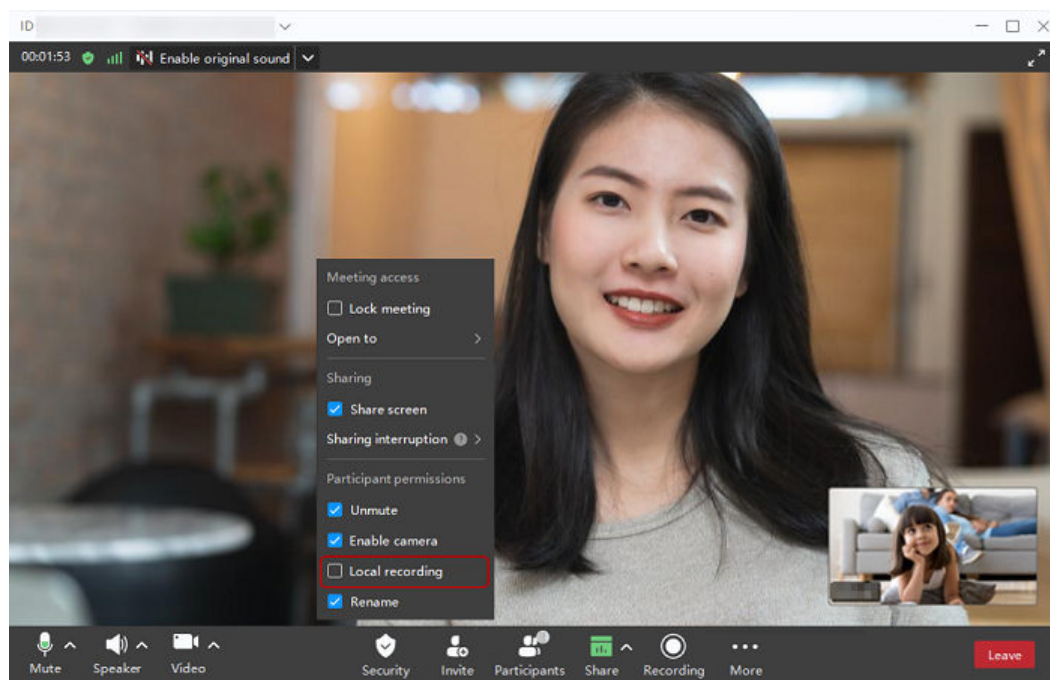 ID
00:01:53 Enable original sound
Meeting access
Lock meeting
Open to
Sharing
Share screen
Sharing interruption ?
Participant permissions
Unmute
Enable camera
Local recording
Rename
Mute Speaker Video Security Invite Participants Share Recording More Leave